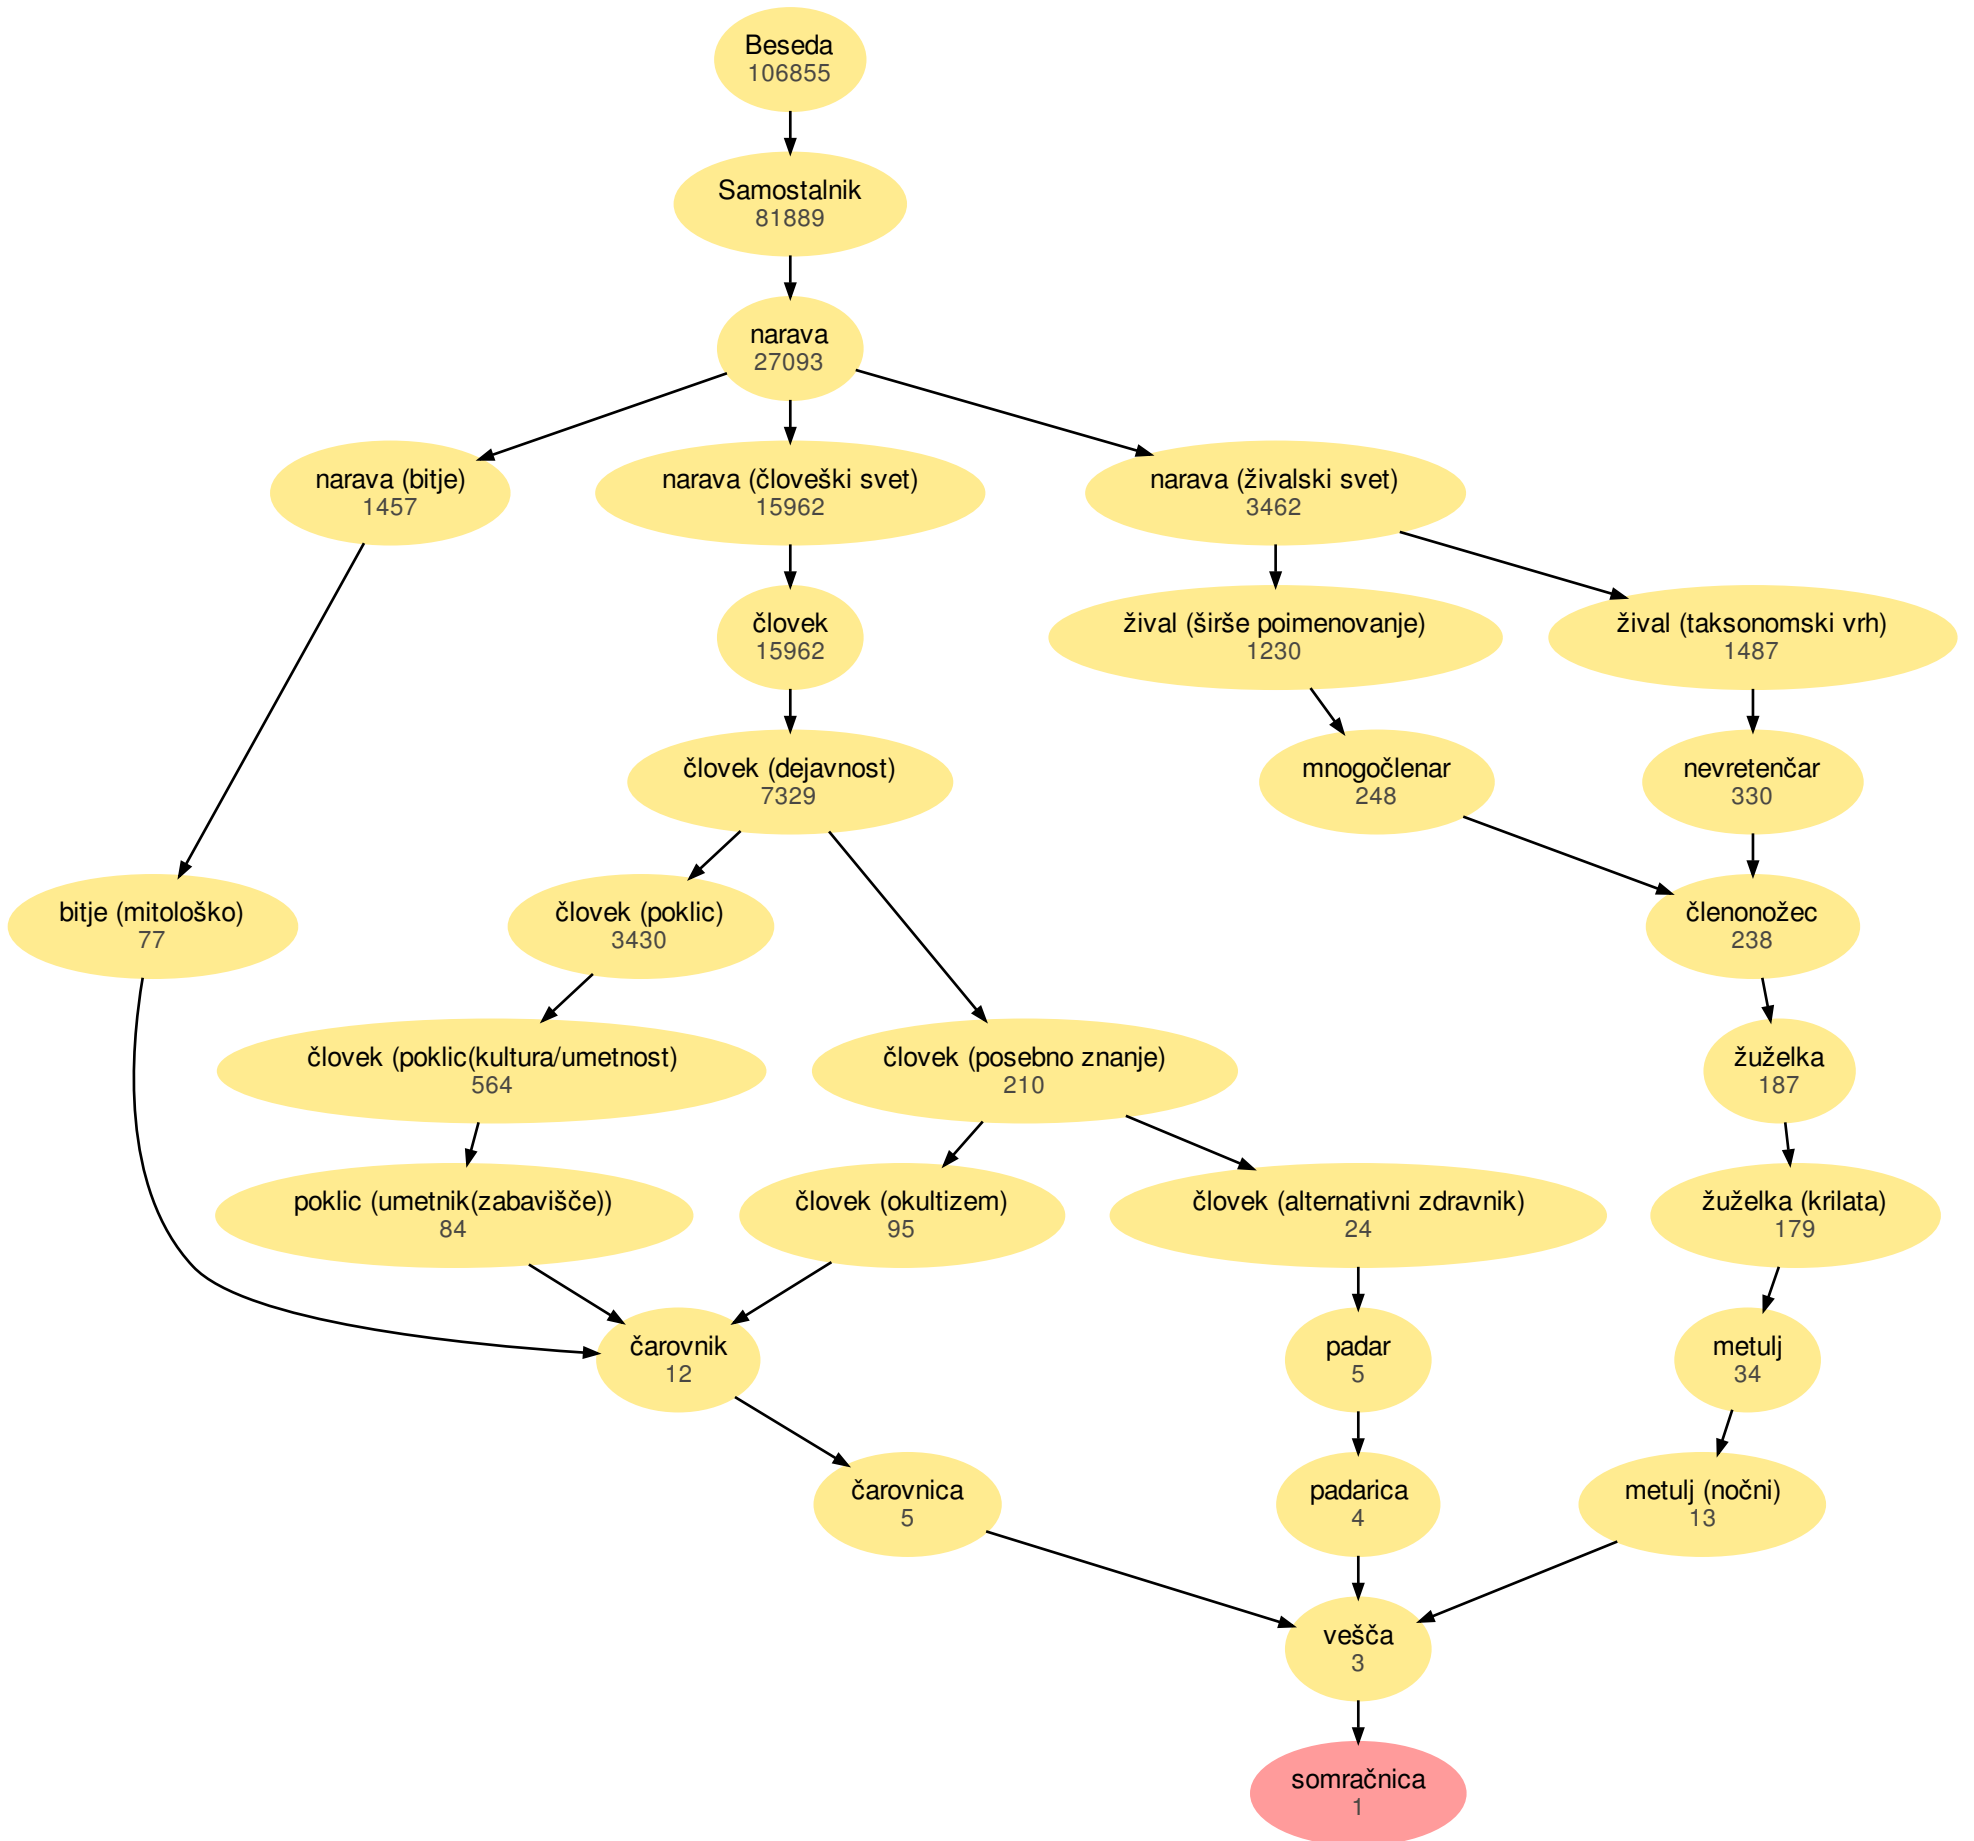 Beseda
106855
Samostalnik
81889
narava
27093
narava (bitje)
1457
narava (človeški svet)
15962
narava (živalski svet)
3462
človek
15962
žival (širše poimenovanje)
1230
žival (taksonomski vrh)
1487
človek (dejavnost)
7329
mnogočlenar
248
nevretenčar
330
bitje (mitološko)
77
človek (poklic)
3430
členonožec
238
človek (poklic(kultura/umetnost)
564
človek (posebno znanje)
210
žuželka
187
poklic (umetnik(zabavišče))
84
človek (okultizem)
95
človek (alternativni zdravnik)
24
žuželka (krilata)
179
čarovnik
12
padar
5
metulj
34
čarovnica
5
padarica
4
metulj (nočni)
13
vešča
3
somračnica
1